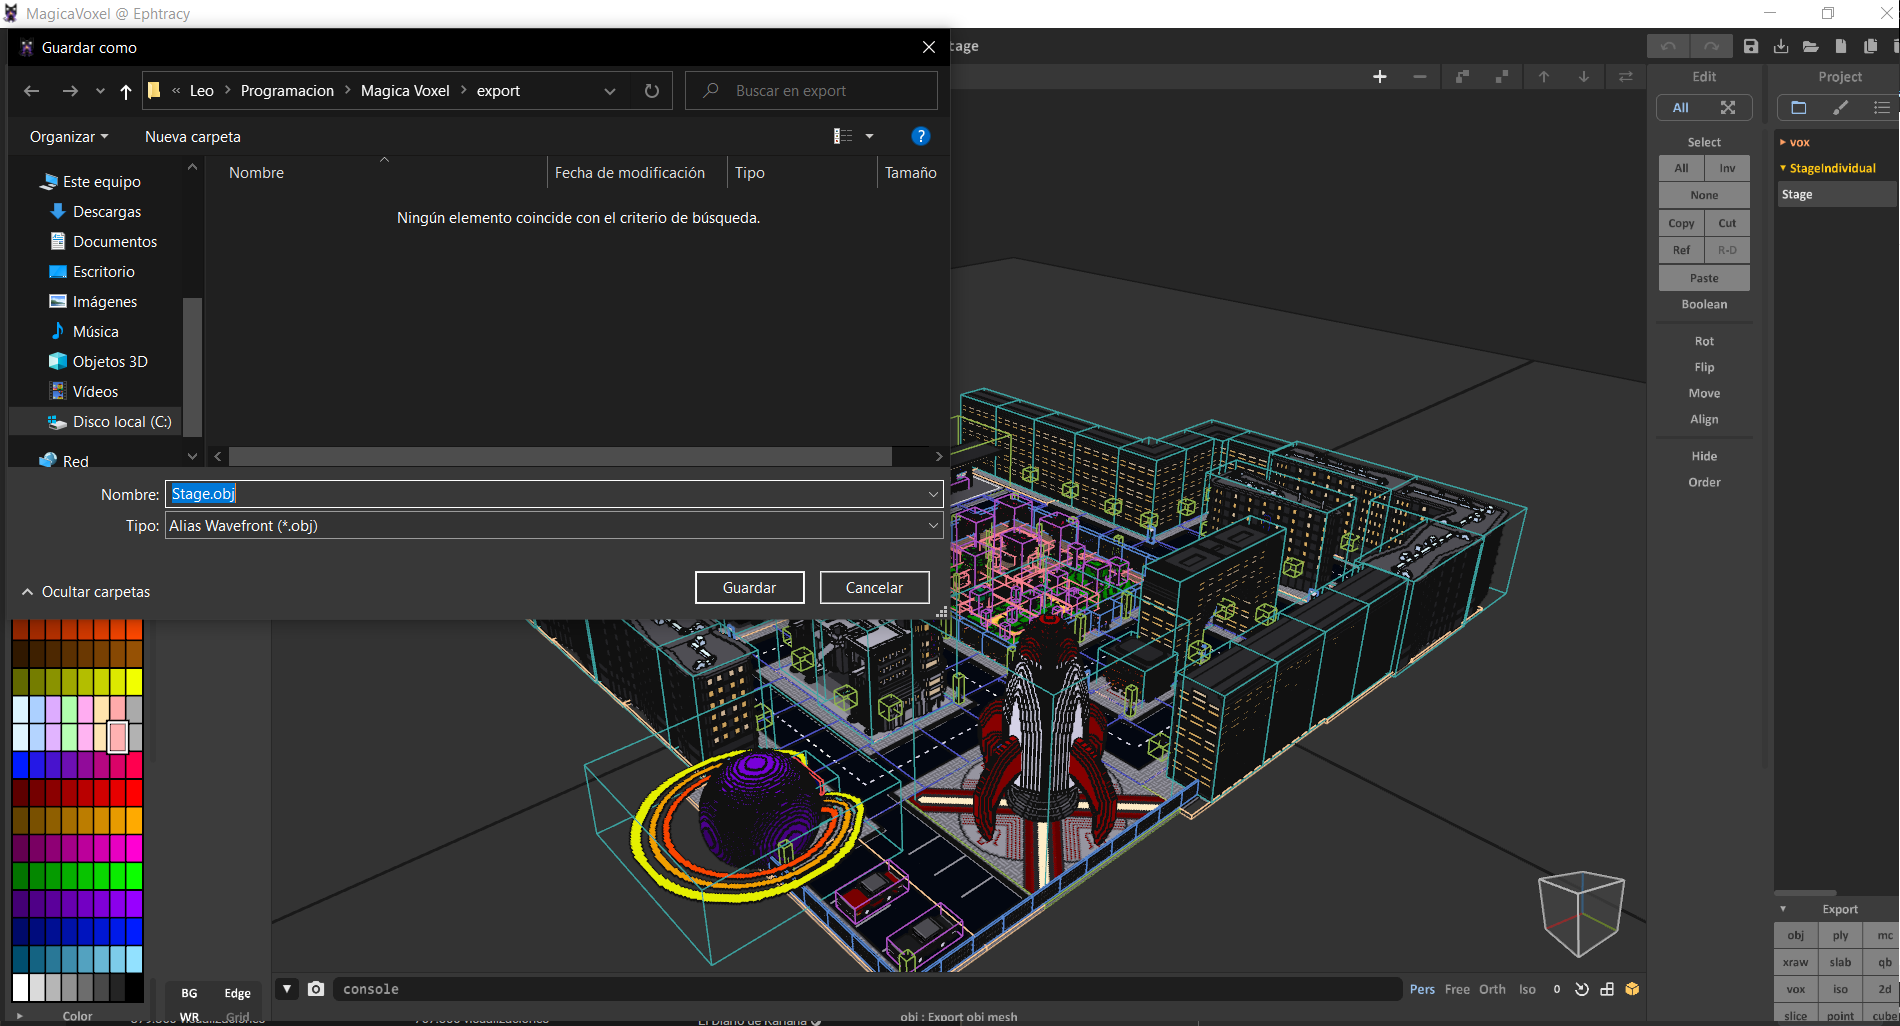 MagicaVoxel @ Ephtracy
Guardar como
tage
« Leo > Programacion > Magica Voxel > export
Buscar en export
Organizar
Nueva carpeta
Este equipo
Descargas
Documentos
Escritorio
Imágenes
Música
Objetos 3D
Vídeos
Disco local (C:)
Red
Nombre
Fecha de modificación
Tipo
Tamaño
Ningún elemento coincide con el criterio de búsqueda.
Nombre: Stage.obj
Tipo: Alias Wavefront (*.obj)
Ocultar carpetas
Guardar
Cancelar
Edit
All
Select
All Inv
None
Copy Cut
Ref R-D
Paste
Boolean
Rot
Flip
Move
Align
Hide
Order
Project
vox
StageIndividual
Stage
Export
obj ply mc
xraw slab qb
vox iso 2d
slice point cube
BG Edge
WR Grid
Color
console
Pers Free Orth Iso 0
obj : Export obj mesh